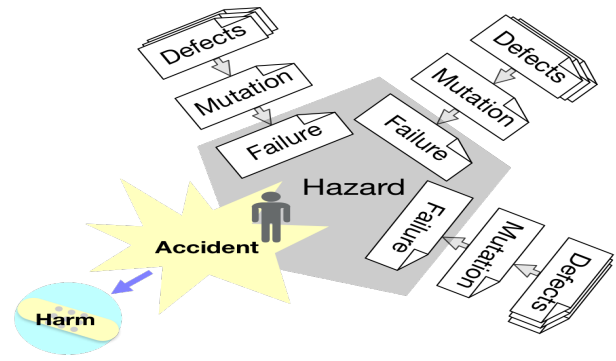 Defects
Mutation
Failure
Defects
Mutation
Failure
Hazard
Failure
Mutation
Defects
Accident
Harm